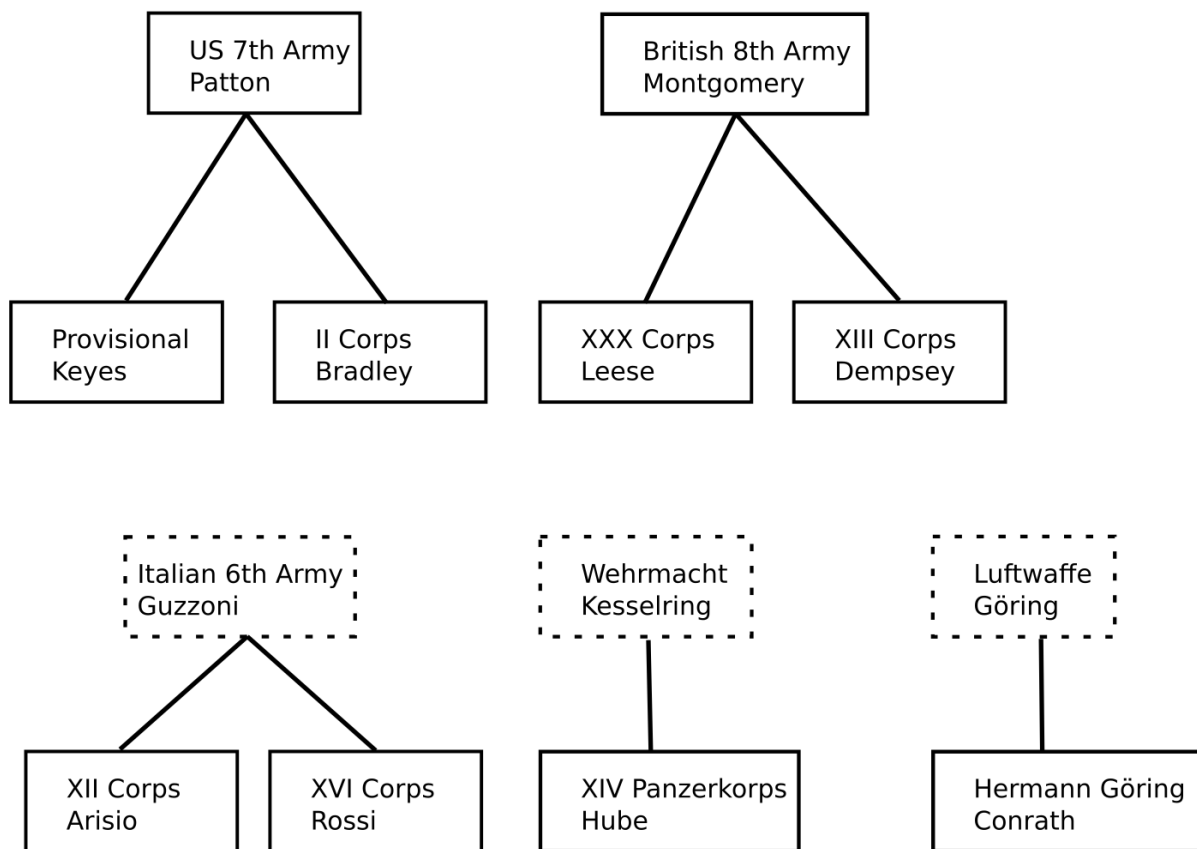 US 7th Army
Patton
British 8th Army
Montgomery
Provisional
Keyes
II Corps
Bradley
XXX Corps
Leese
XIII Corps
Dempsey
Italian 6th Army
Guzzoni
Wehrmacht
Kesselring
Luftwaffe
Göring
XII Corps
Arisio
XVI Corps
Rossi
XIV Panzerkorps
Hube
Hermann Göring
Conrath